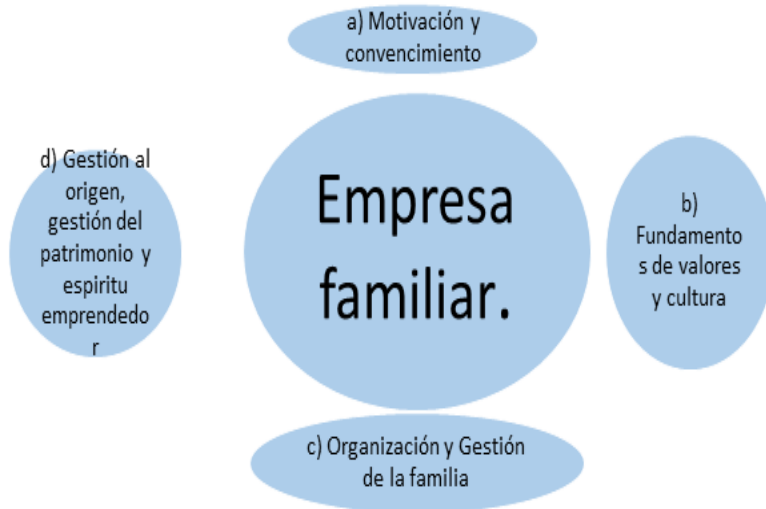 a) Motivación y
convencimiento
d) Gestión al
origen,
gestión del
patrimonio y
espiritu
emprendedo
r
Empresa
familiar.
b)
Fundamento
s de valores
y cultura
c) Organización y Gestión
de la familia